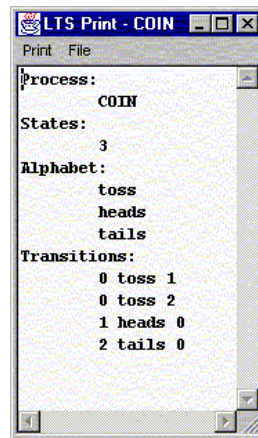 LTS Print - COIN
Print File
Process:
COIN
States:
3
Alphabet:
toss
heads
tails
Transitions:
0 toss 1
0 toss 2
1 heads 0
2 tails 0